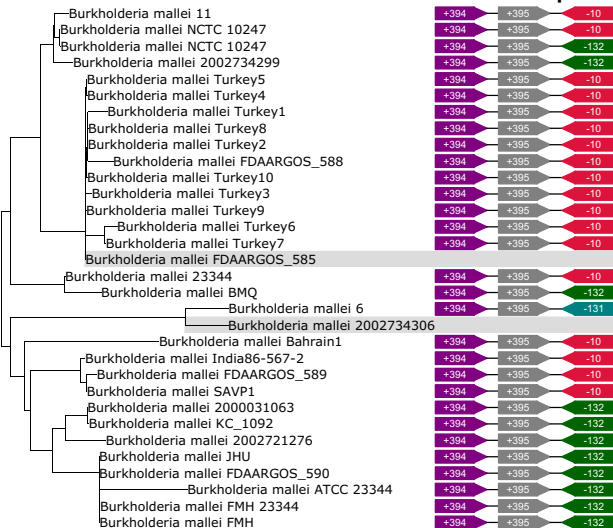 Burkholderia mallei 11 +394 +395 -10
Burkholderia mallei NCTC 10247 +394 +395 -10
Burkholderia mallei NCTC 10247 +394 +395 -132
Burkholderia mallei 2002734299 +394 +395 -132
Burkholderia mallei Turkey5 +394 +395 -10
Burkholderia mallei Turkey4 +394 +395 -10
Burkholderia mallei Turkey1 +394 +395 -10
Burkholderia mallei Turkey8 +394 +395 -10
Burkholderia mallei Turkey2 +394 +395 -10
Burkholderia mallei FDAARGOS_588 +394 +395 -10
Burkholderia mallei Turkey10 +394 +395 -10
Burkholderia mallei Turkey3 +394 +395 -10
Burkholderia mallei Turkey9 +394 +395 -10
Burkholderia mallei Turkey6 +394 +395 -10
Burkholderia mallei Turkey7 +394 +395 -10
Burkholderia mallei FDAARGOS_585
Burkholderia mallei 23344 +394 +395 -10
Burkholderia mallei BMQ +394 +395 -132
Burkholderia mallei 6 +394 +395 -131
Burkholderia mallei 2002734306
Burkholderia mallei Bahrain1 +394 +395 -10
Burkholderia mallei India86-567-2 +394 +395 -10
Burkholderia mallei FDAARGOS_589 +394 +395 -10
Burkholderia mallei SAVP1 +394 +395 -10
Burkholderia mallei 2000031063 +394 +395 -132
Burkholderia mallei KC_1092 +394 +395 -132
Burkholderia mallei 2002721276 +394 +395 -132
Burkholderia mallei JHU +394 +395 -132
Burkholderia mallei FDAARGOS_590 +394 +395 -132
Burkholderia mallei ATCC 23344 +394 +395 -132
Burkholderia mallei FMH 23344 +394 +395 -132
Burkholderia mallei FMH +394 +395 -132